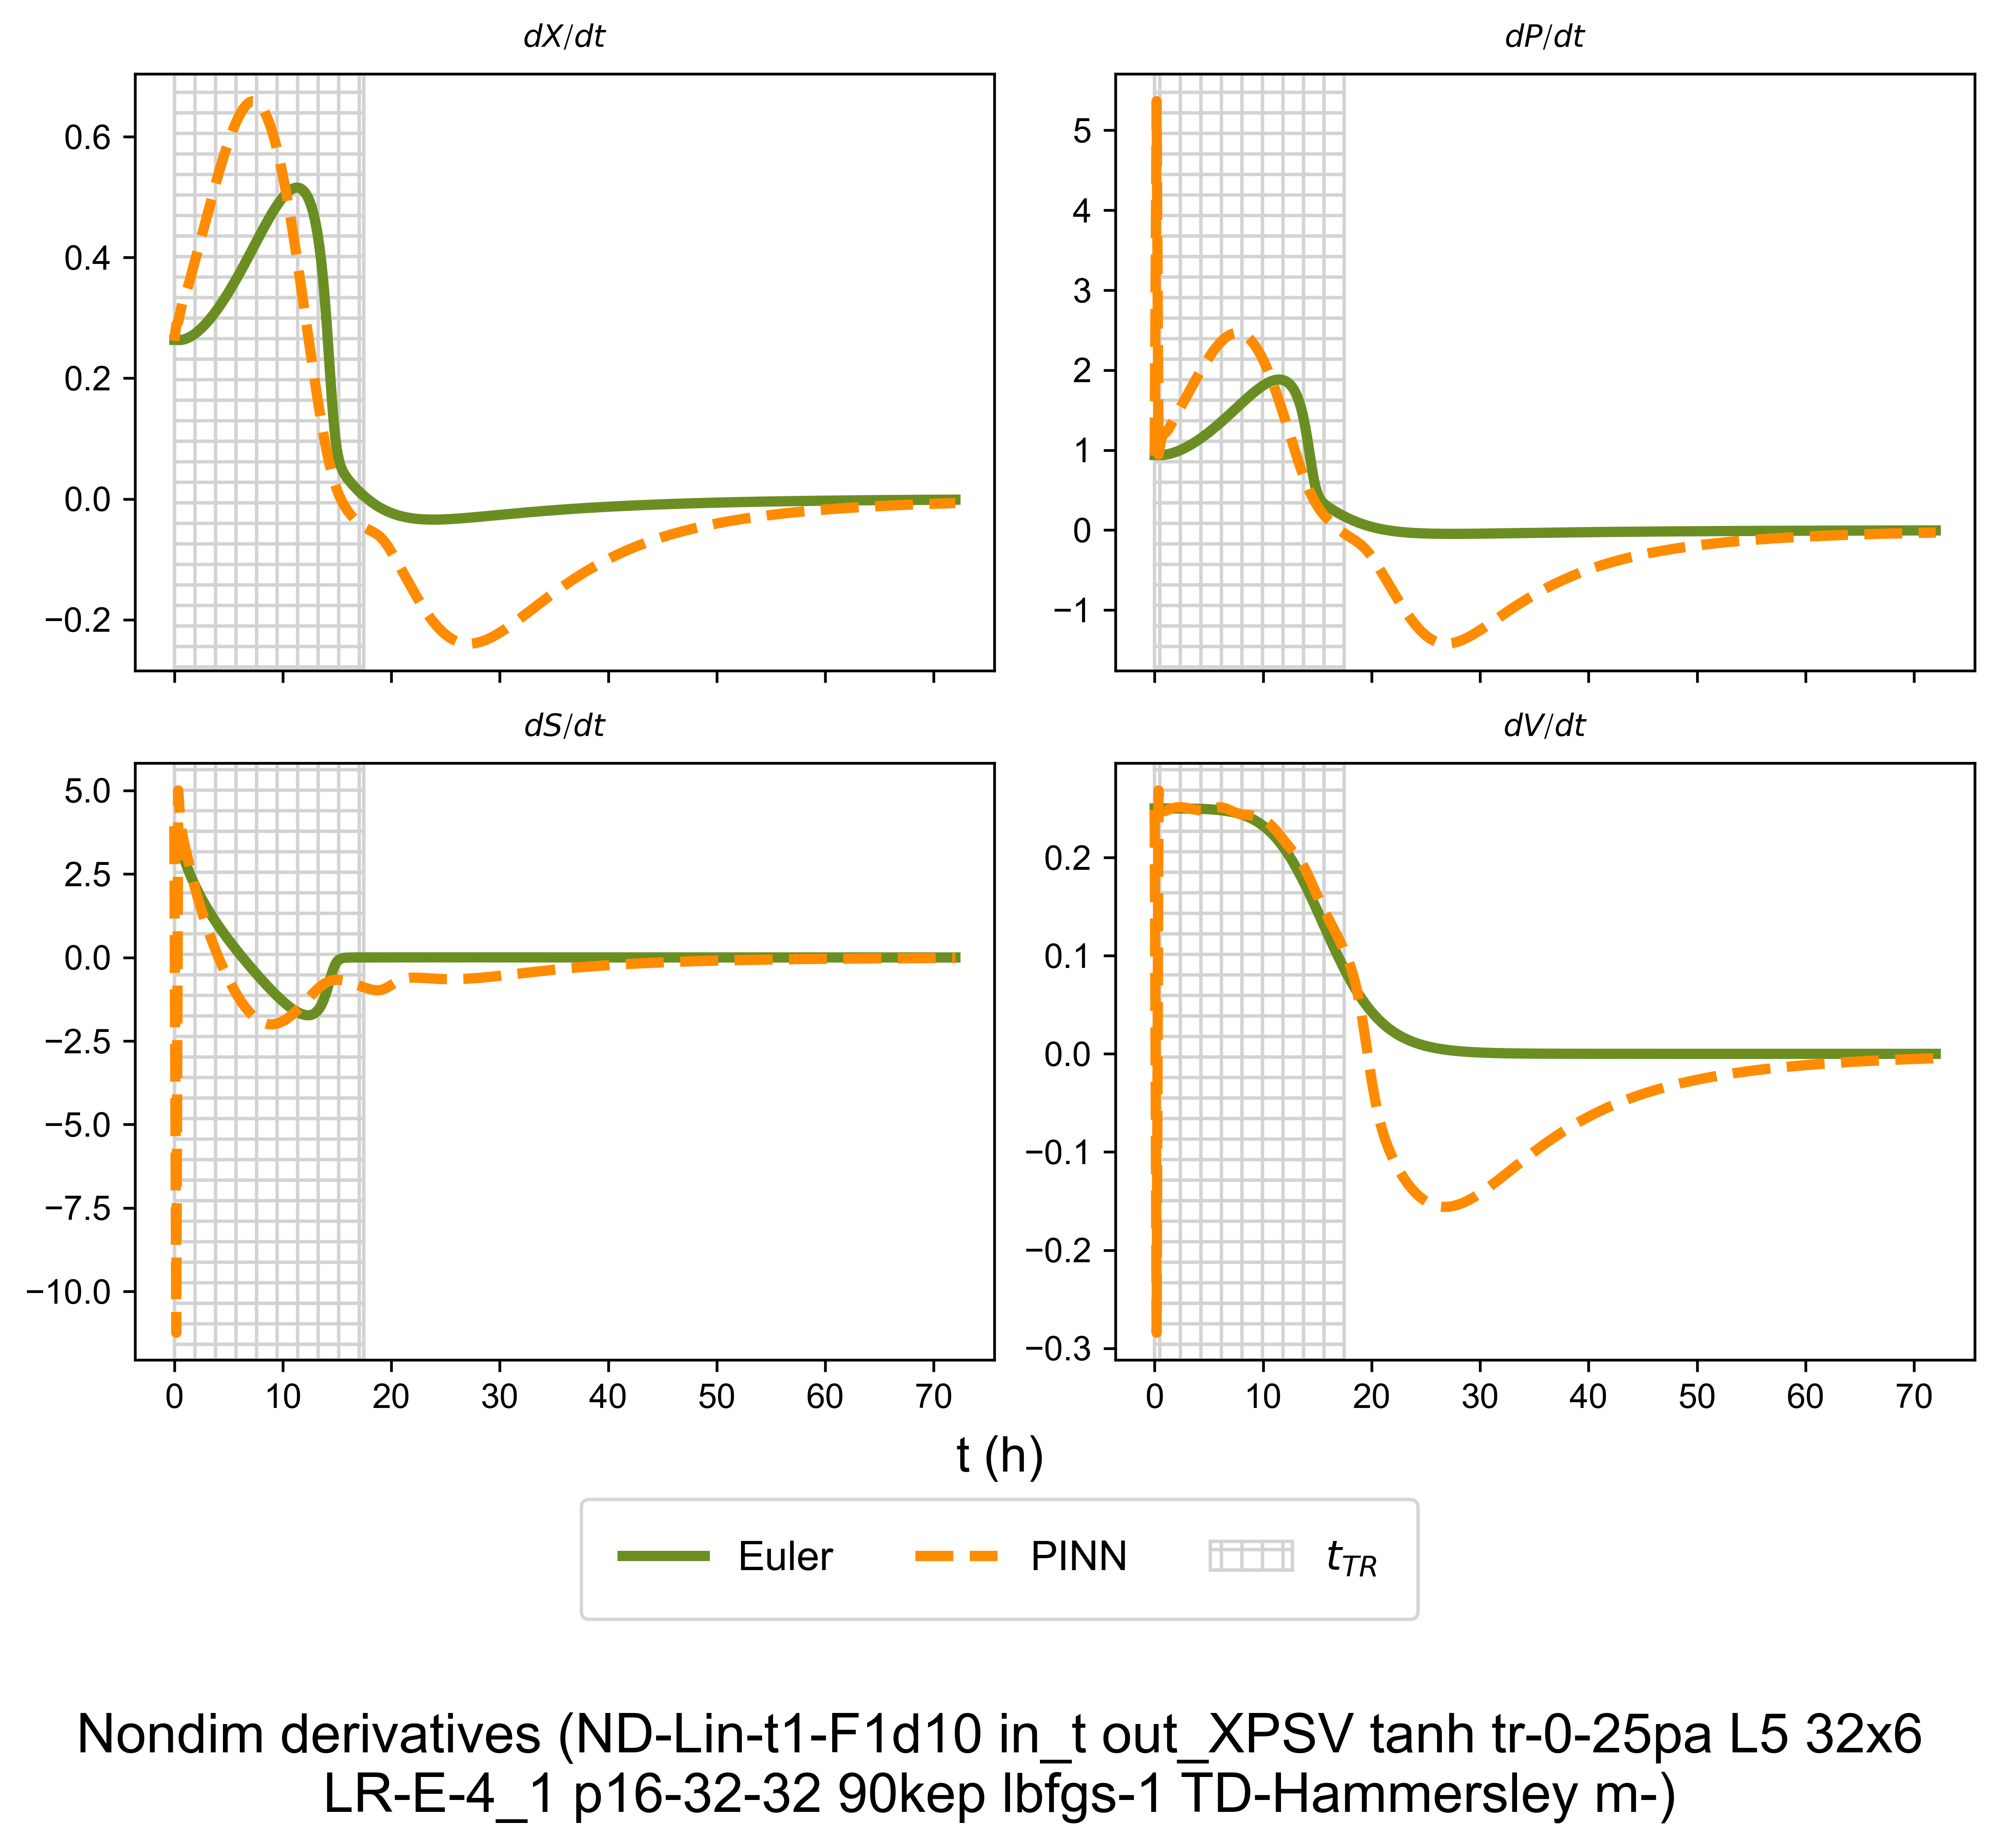 dX/dt
dP/dt
0.6
0.4
0.2
0.0
−0.2
5
4
3
2
1
0
−1
dS/dt
dV/dt
5.0
2.5
0.0
−2.5
−5.0
−7.5
−10.0
0 10 20 30 40 50 60 70
0.2
0.1
0.0
−0.1
−0.2
−0.3
0 10 20 30 40 50 60 70
t (h)
Euler PINN t_TR
Nondim derivatives (ND-Lin-t1-F1d10 in_t out_XPSV tanh tr-0-25pa L5 32x6
LR-E-4_1 p16-32-32 90kep lbfgs-1 TD-Hammersley m-)